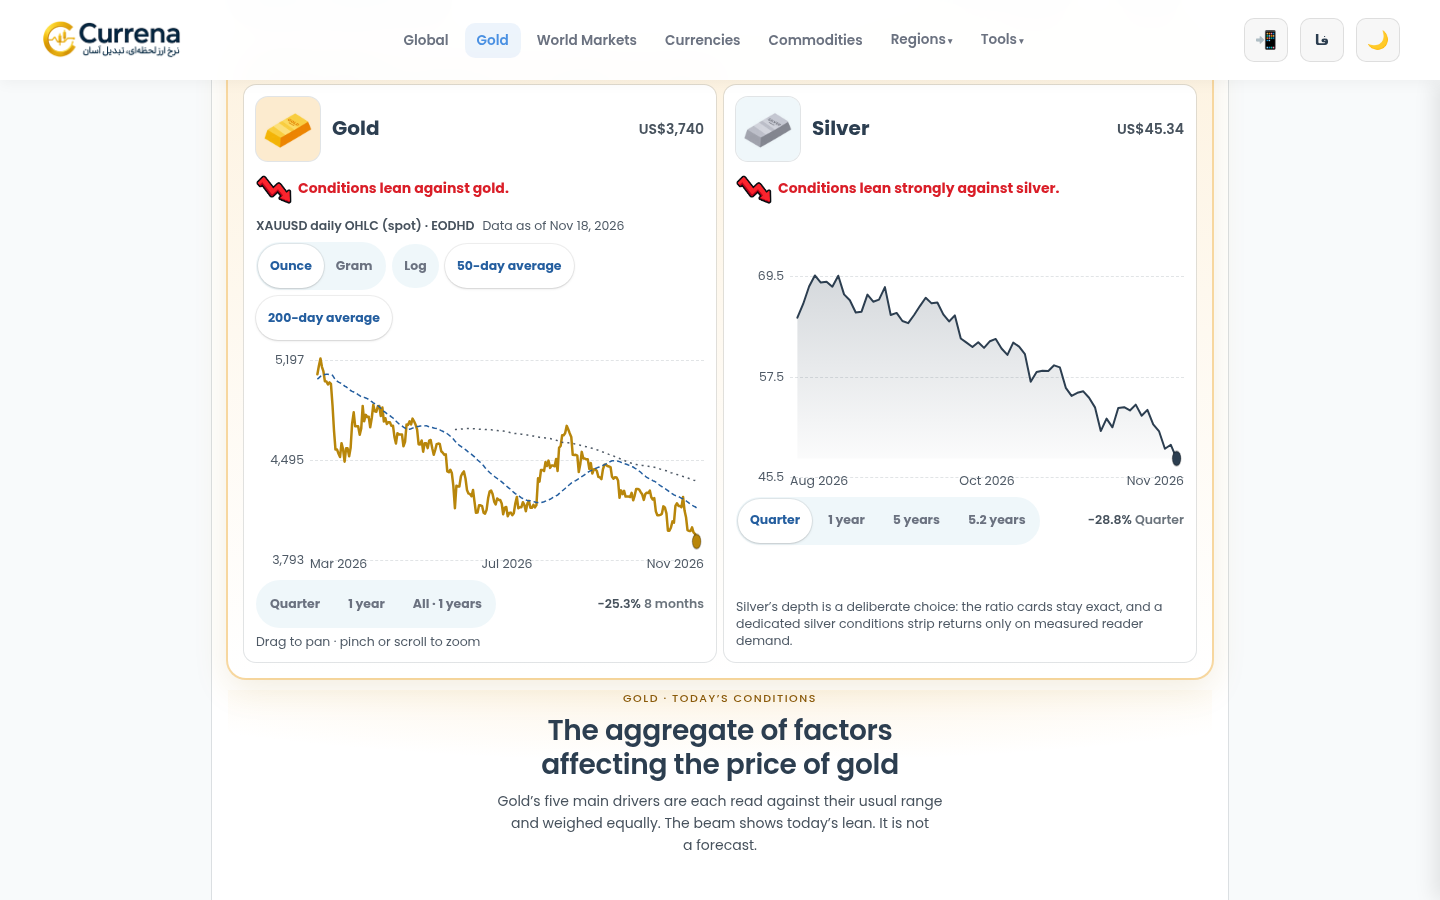 Currena
نرخ ارز لحظه‌ای، تبدیل آسان
Global
Gold
World Markets
Currencies
Commodities
Regions ▾
Tools ▾
فا
Gold
US$3,740
Conditions lean against gold.
XAUUSD daily OHLC (spot) · EODHD Data as of Nov 18, 2026
Ounce
Gram
Log
50-day average
200-day average
5,197
4,495
3,793
Mar 2026
Jul 2026
Nov 2026
Quarter
1 year
All · 1 years
-25.3% 8 months
Drag to pan · pinch or scroll to zoom
Silver
US$45.34
Conditions lean strongly against silver.
69.5
57.5
45.5
Aug 2026
Oct 2026
Nov 2026
Quarter
1 year
5 years
5.2 years
-28.8% Quarter
Silver’s depth is a deliberate choice: the ratio cards stay exact, and a
dedicated silver conditions strip returns only on measured reader
demand.
GOLD · TODAY’S CONDITIONS
The aggregate of factors
affecting the price of gold
Gold’s five main drivers are each read against their usual range
and weighed equally. The beam shows today’s lean. It is not
a forecast.